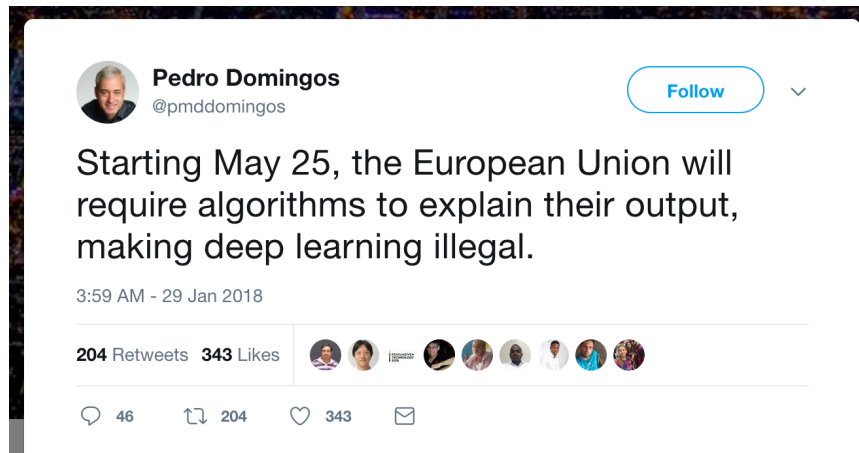 Pedro Domingos
@pmddomingos
Follow
Starting May 25, the European Union will
require algorithms to explain their output,
making deep learning illegal.
3:59 AM - 29 Jan 2018
204 Retweets 343 Likes
46 204 343